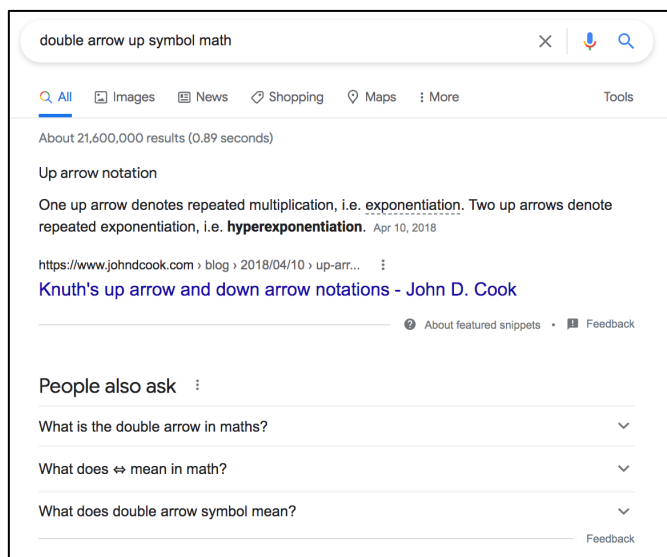 double arrow up symbol math
All Images News Shopping Maps More Tools
About 21,600,000 results (0.89 seconds)
Up arrow notation
One up arrow denotes repeated multiplication, i.e. exponentiation. Two up arrows denote
repeated exponentiation, i.e. hyperexponentiation. Apr 10, 2018
https://www.johndcook.com › blog › 2018/04/10 › up-arr...
Knuth's up arrow and down arrow notations - John D. Cook
About featured snippets • Feedback
People also ask
What is the double arrow in maths?
What does ⇔ mean in math?
What does double arrow symbol mean?
Feedback